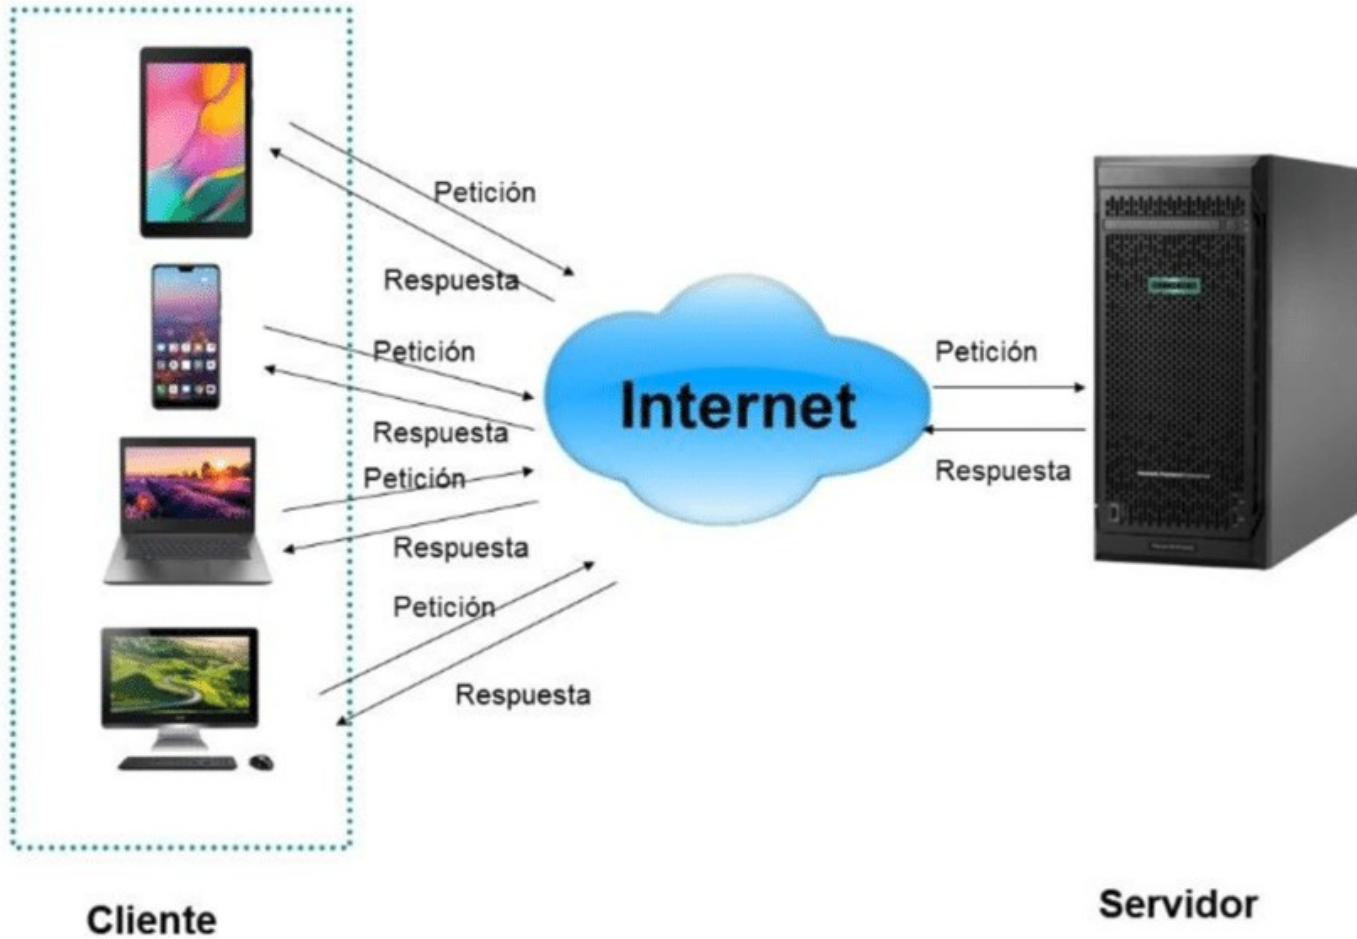 Petición
Respuesta
Petición
Respuesta
Petición
Respuesta
Petición
Respuesta
Internet
Petición
Respuesta
Cliente
Servidor